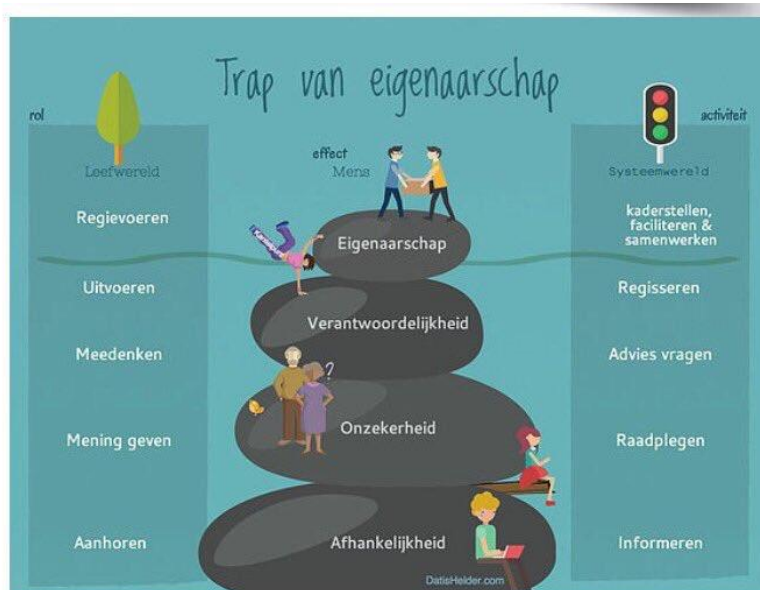 Trap van eigenaarschap
rol
activiteit
effect
Leefwereld
Mens
Systeemwereld
Regievoeren
Eigenaarschap
kaderstellen,
faciliteren &
samenwerken
Uitvoeren
Regisseren
Verantwoordelijkheid
Meedenken
Advies vragen
?
Mening geven
Onzekerheid
Raadplegen
Aanhoren
Afhankelijkheid
Informeren
DatisHelder.com